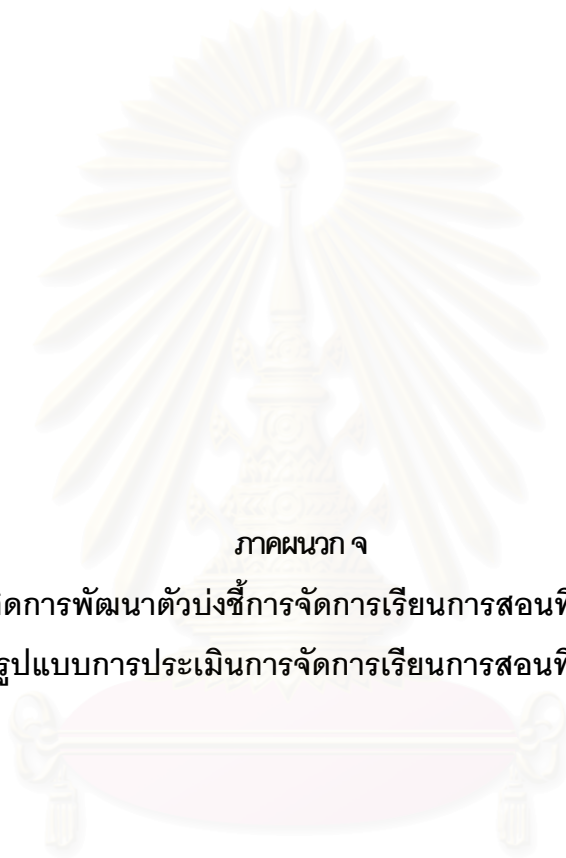 ภาคผนวก จ
การพัฒนาตัวบ่งชี้การจัดการเรียนการสอน
รูปแบบการประเมินการจัดการเรียนการสอน